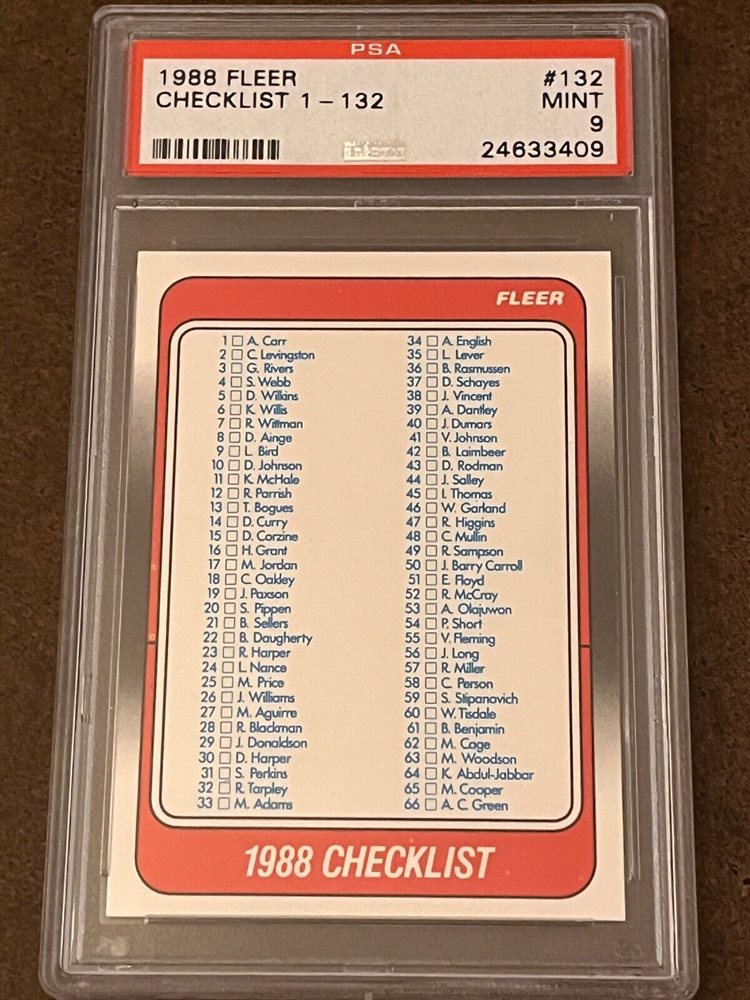 PSA
1988 FLEER #132
CHECKLIST 1 - 132 MINT
9
24633409
FLEER
1 A. Carr
2 C. Levingston
3 G. Rivers
4 S. Webb
5 D. Wilkins
6 K. Willis
7 R. Wittman
8 D. Ainge
9 L. Bird
10 D. Johnson
11 K. McHale
12 R. Parrish
13 T. Bogues
14 D. Curry
15 D. Corzine
16 H. Grant
17 M. Jordan
18 C. Oakley
19 J. Paxson
20 S. Pippen
21 B. Sellers
22 B. Daugherty
23 R. Harper
24 L. Nance
25 M. Price
26 J. Williams
27 M. Aguirre
28 R. Blackman
29 J. Donaldson
30 D. Harper
31 S. Perkins
32 R. Tarpley
33 M. Adams
34 A. English
35 L. Lever
36 B. Rasmussen
37 D. Schayes
38 J. Vincent
39 A. Dantley
40 J. Dumars
41 V. Johnson
42 B. Laimbeer
43 D. Rodman
44 J. Salley
45 I. Thomas
46 W. Garland
47 R. Higgins
48 C. Mullin
49 R. Sampson
50 J. Barry Carroll
51 E. Floyd
52 R. McCray
53 A. Olajuwon
54 P. Short
55 V. Fleming
56 J. Long
57 R. Miller
58 C. Person
59 S. Stipanovich
60 W. Tisdale
61 B. Benjamin
62 M. Cage
63 M. Woodson
64 K. Abdul-Jabbar
65 M. Cooper
66 A. C. Green
1988 CHECKLIST